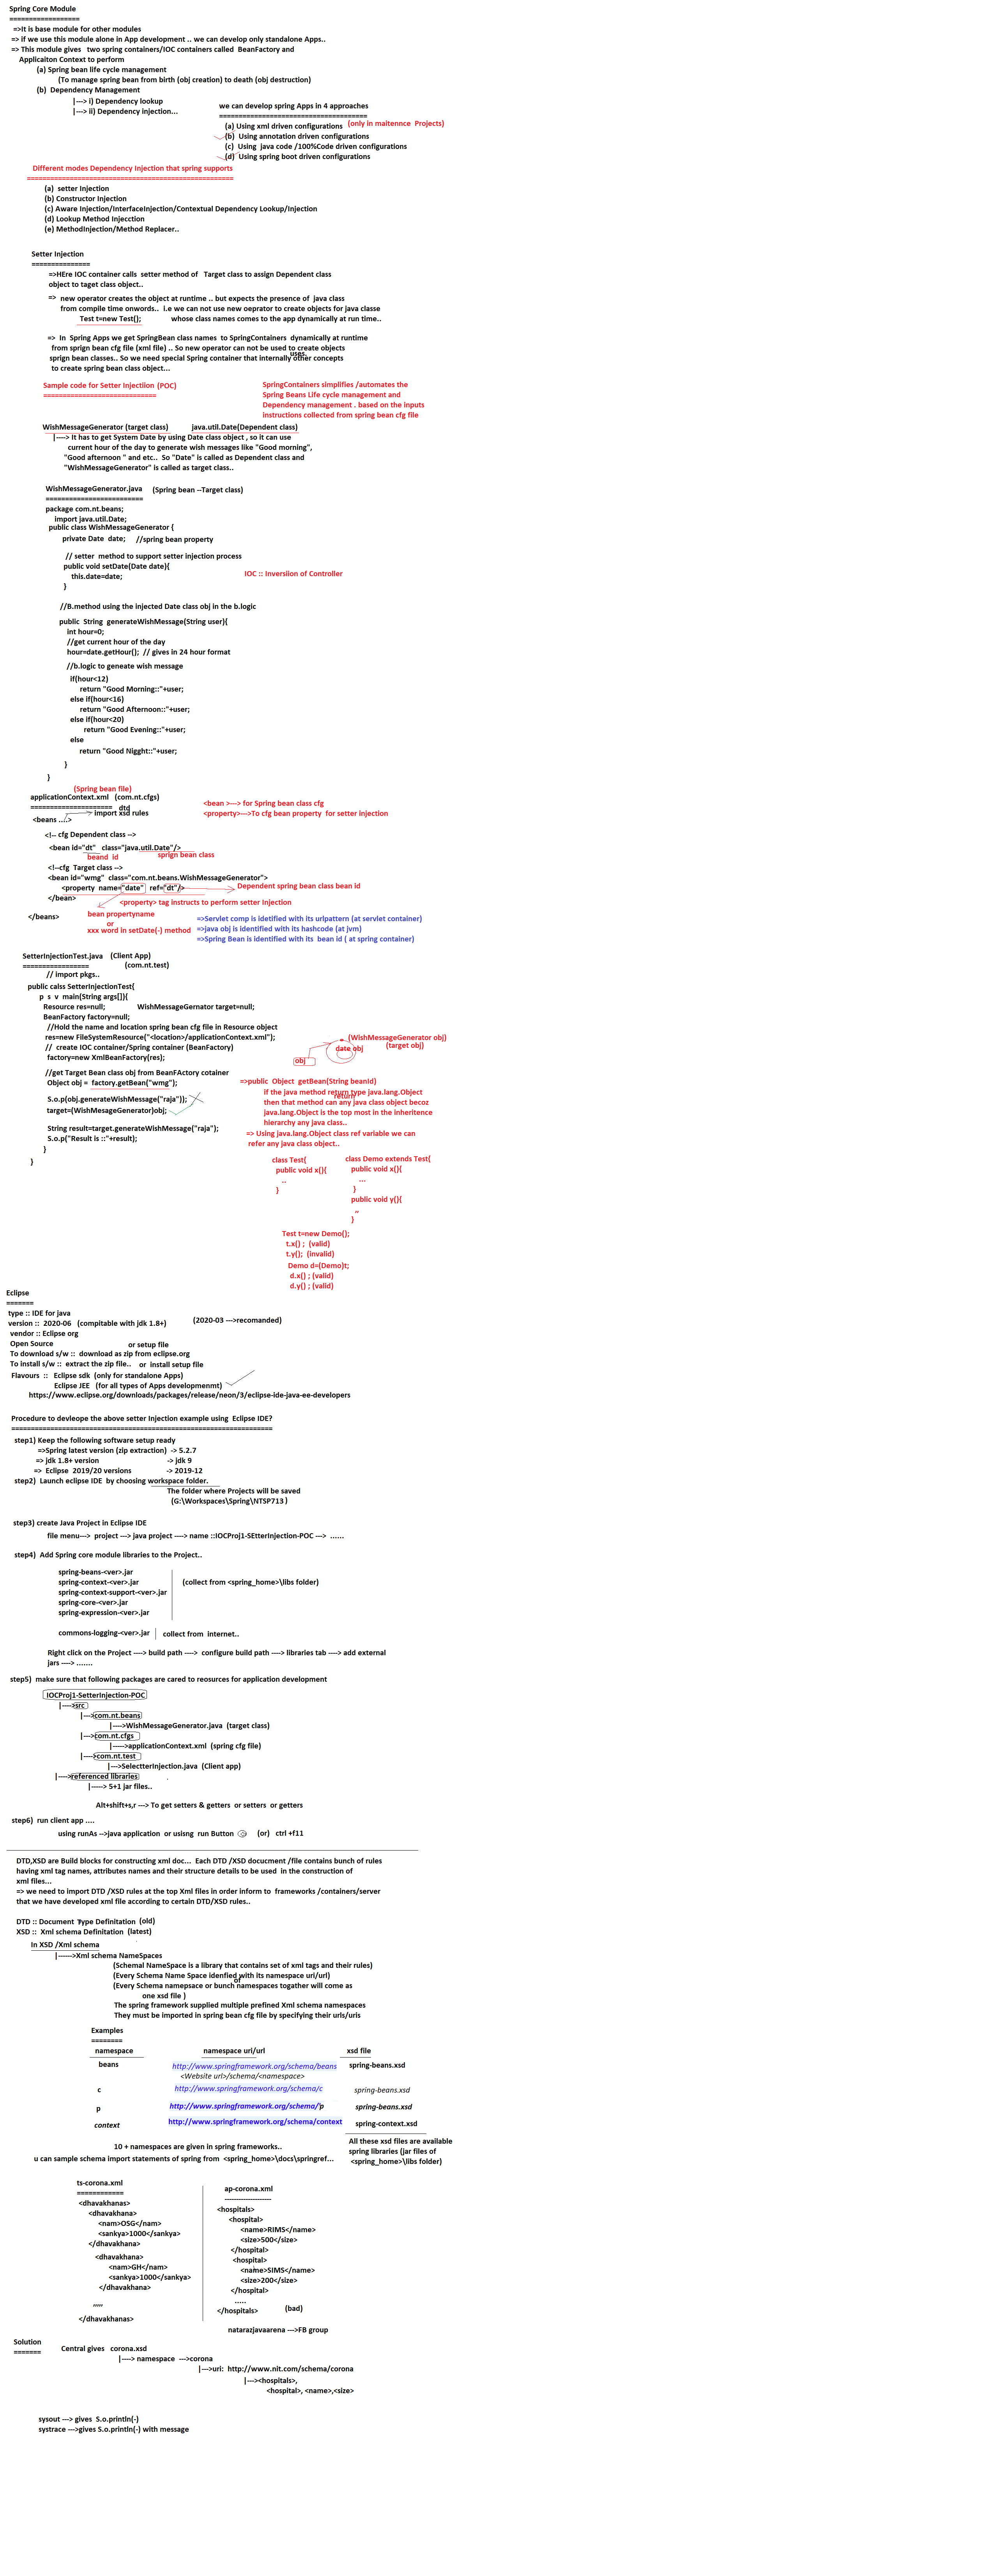 Spring Core Module
==================
=>It is base module for other modules
=> if we use this module alone in App development .. we can develop only standalone Apps..
=> This module gives   two spring containers/IOC containers called  BeanFactory and
Applicaiton Context to perform
(a) Spring bean life cycle management
(To manage spring bean from birth (obj creation) to death (obj destruction)
(b)  Dependency Management
|---> i) Dependency lookup
|---> ii) Dependency injection...
we can develop spring Apps in 4 approaches
======================================
(a) Using xml driven configurations   (only in maitennce  Projects)
(b)  Using annotation driven configurations
(c)  Using  java code /100%Code driven configurations
(d)  Using spring boot driven configurations
Different modes Dependency Injection that spring supports
=====================================================
(a)  setter Injection
(b) Constructor Injection
(c) Aware Injection/InterfaceInjection/Contextual Dependency Lookup/Injection
(d) Lookup Method Injecction
(e) MethodInjection/Method Replacer..
Setter Injection
===============
=>HEre IOC container calls  setter method of   Target class to assign Dependent class
object to taget class object..
=>  new operator creates the object at runtime .. but expects the presence of  java class
from compile time onwords..  i.e we can not use new oeprator to create objects for java classe
Test t=new Test();               whose class names comes to the app dynamically at run time..
=>  In  Spring Apps we get SpringBean class names  to SpringContainers  dynamically at runtime
from sprign bean cfg file (xml file) .. So new operator can not be used to create objects
uses
sprign bean classes.. So we need special Spring container that internally other concepts
to create spring bean class object...
Sample code for Setter Injectiion (POC)
=============================
SpringContainers simplifies /automates the
Spring Beans Life cycle management and
Dependency management . based on the inputs
instructions collected from spring bean cfg file
WishMessageGenerator (target class)            java.util.Date(Dependent class)
|----> It has to get System Date by using Date class object , so it can use
current hour of the day to generate wish messages like "Good morning",
"Good afternoon " and etc..  So "Date" is called as Dependent class and
"WishMessageGenerator" is called as target class..
WishMessageGenerator.java     (Spring bean --Target class)
=========================
package com.nt.beans;
import java.util.Date;
public class WishMessageGenerator {
private Date  date;     //spring bean property
// setter  method to support setter injection process
public void setDate(Date date){
this.date=date;
}
IOC :: Inversiion of Controller
//B.method using the injected Date class obj in the b.logic
public  String  generateWishMessage(String user){
int hour=0;
//get current hour of the day
hour=date.getHour();  // gives in 24 hour format
//b.logic to geneate wish message
if(hour<12)
return "Good Morning::"+user;
else if(hour<16)
return "Good Afternoon::"+user;
else if(hour<20)
return "Good Evening::"+user;
else
return "Good Nigght::"+user;
}
}
(Spring bean file)
applicationContext.xml   (com.nt.cfgs)
=====================   dtd
<beans ....>   import xsd rules
<bean >---> for Spring bean class cfg
<property>--->To cfg bean property  for setter injection
<!-- cfg Dependent class -->
<bean id="dt"   class="java.util.Date"/>
beand  id                    sprign bean class
<!--cfg  Target class -->
<bean id="wmg"  class="com.nt.beans.WishMessageGenerator">
<property  name="date"   ref="dt"/>   Dependent spring bean class bean id
</bean>
<property> tag instructs to perform setter Injection
</beans>
bean propertyname
or
xxx word in setDate(-) method
=>Servlet comp is idetified with its urlpattern (at servlet container)
=>java obj is identified with its hashcode (at jvm)
=>Spring Bean is identified with its  bean id ( at spring container)
SetterInjectionTest.java    (Client App)
=================    (com.nt.test)
// import pkgs..
public calss SetterInjectionTest{
p  s  v  main(String args[]){
Resource res=null;                WishMessageGernator target=null;
BeanFactory factory=null;
//Hold the name and location spring bean cfg file in Resource object
res=new FileSystemResource("<location>/applicationContext.xml");
//  create IOC container/Spring container (BeanFactory)
factory=new XmlBeanFactory(res);
(WishMessageGenerator obj)
(target obj)
date obj
obj
//get Target Bean class obj from BeanFActory cotainer
Object obj =  factory.getBean("wmg");
S.o.p(obj.generateWishMessage("raja"));
target=(WishMesageGenerator)obj;
String result=target.generateWishMessage("raja");
S.o.p("Result is ::"+result);
}
}
=>public  Object  getBean(String beanId)
if the java method return type java.lang.Object
return
then that method can any java class object becoz
java.lang.Object is the top most in the inheritence
hierarchy any java class..
=> Using java.lang.Object class ref variable we can
refer any java class object..
class Test{
public void x(){
..
}
class Demo extends Test{
public void x(){
...
}
public void y(){
,,
}
Test t=new Demo();
t.x() ;  (valid)
t.y();  (invalid)
Demo d=(Demo)t;
d.x() ; (valid)
d.y() ; (valid)
Eclipse
=======
type :: IDE for java
version ::  2020-06   (compitable with jdk 1.8+)            (2020-03 --->recomanded)
vendor :: Eclipse org
Open Source                                      or setup file
To download s/w ::  download as zip from eclipse.org
To install s/w ::  extract the zip file..    or  install setup file
Flavours  ::   Eclipse sdk  (only for standalone Apps)
Eclipse JEE   (for all types of Apps developmenmt)
https://www.eclipse.org/downloads/packages/release/neon/3/eclipse-ide-java-ee-developers
Procedure to devleope the above setter Injection example using  Eclipse IDE?
===================================================================
step1) Keep the following software setup ready
=>Spring latest version (zip extraction)  -> 5.2.7
=> jdk 1.8+ version                                   -> jdk 9
=>  Eclipse  2019/20 versions                  -> 2019-12
step2)  Launch eclipse IDE  by choosing workspace folder.
The folder where Projects will be saved
(G:\Workspaces\Spring\NTSP713 )
step3) create Java Project in Eclipse IDE
file menu---> project ---> java project ----> name ::IOCProj1-SEtterInjection-POC --->  ......
step4)  Add Spring core module libraries to the Project..
spring-beans-<ver>.jar
spring-context-<ver>.jar              (collect from <spring_home>\libs folder)
spring-context-support-<ver>.jar
spring-core-<ver>.jar
spring-expression-<ver>.jar
commons-logging-<ver>.jar      collect from  internet..
Right click on the Project ----> build path ---->  configure build path ----> libraries tab ----> add external
jars ----> .......
step5)  make sure that following packages are cared to reosurces for application development
IOCProj1-SetterInjection-POC
|---->src
|--->com.nt.beans
|---->WishMessageGenerator.java  (target class)
|---->com.nt.cfgs
|----->applicationContext.xml  (spring cfg file)
|---->com.nt.test
|--->SelectterInjection.java  (Client app)
|---->referenced libraries
|-----> 5+1 jar files..
Alt+shift+s,r ---> To get setters & getters  or setters  or getters
step6)  run client app ....
using runAs -->java application  or usisng  run Button      (or)   ctrl +f11
DTD,XSD are Build blocks for constructing xml doc...  Each DTD /XSD docucment /file contains bunch of rules
having xml tag names, attributes names and their structure details to be used  in the construction of
xml files...
=> we need to import DTD /XSD rules at the top Xml files in order inform to  frameworks /containers/server
that we have developed xml file according to certain DTD/XSD rules..
DTD :: Document  Type Definitation  (old)
XSD ::  Xml schema Definitation  (latest)
In XSD /Xml schema
|------>Xml schema NameSpaces
(Schemal NameSpace is a library that contains set of xml tags and their rules)
(Every Schema Name Space idenfied with its namespace uri/url)
or
(Every Schema namepsace or bunch namespaces togather will come as
one xsd file )
The spring framework supplied multiple prefined Xml schema namespaces
They must be imported in spring bean cfg file by specifying their urls/uris
Examples
========
namespace                              namespace uri/url                                   xsd file
beans     http://www.springframework.org/schema/beans     spring-beans.xsd
<Website url>/schema/<namespace>
c     http://www.springframework.org/schema/c     spring-beans.xsd
p     http://www.springframework.org/schema/p     spring-beans.xsd
context     http://www.springframework.org/schema/context     spring-context.xsd
10 + namespaces are given in spring frameworks..
All these xsd files are available
spring libraries (jar files of
<spring_home>\libs folder)
u can sample schema import statements of spring from  <spring_home>\docs\springref...
ts-corona.xml
============
<dhavakhanas>
<dhavakhana>
<nam>OSG</nam>
<sankya>1000</sankya>
</dhavakhana>
<dhavakhana>
<nam>GH</nam>
<sankya>1000</sankya>
</dhavakhana>
,,,,,
</dhavakhanas>
ap-corona.xml
--------------------
<hospitals>
<hospital>
<name>RIMS</name>
<size>500</size>
</hospital>
<hospital>
<name>SIMS</name>
<size>200</size>
</hospital>
.....
</hospitals>            (bad)
natarazjavaarena --->FB group
Solution
=======
Central gives   corona.xsd
|----> namespace  --->corona
|--->uri:  http://www.nit.com/schema/corona
|---><hospitals>,
<hospital>, <name>,<size>
sysout ---> gives  S.o.println(-)
systrace --->gives S.o.println(-) with message